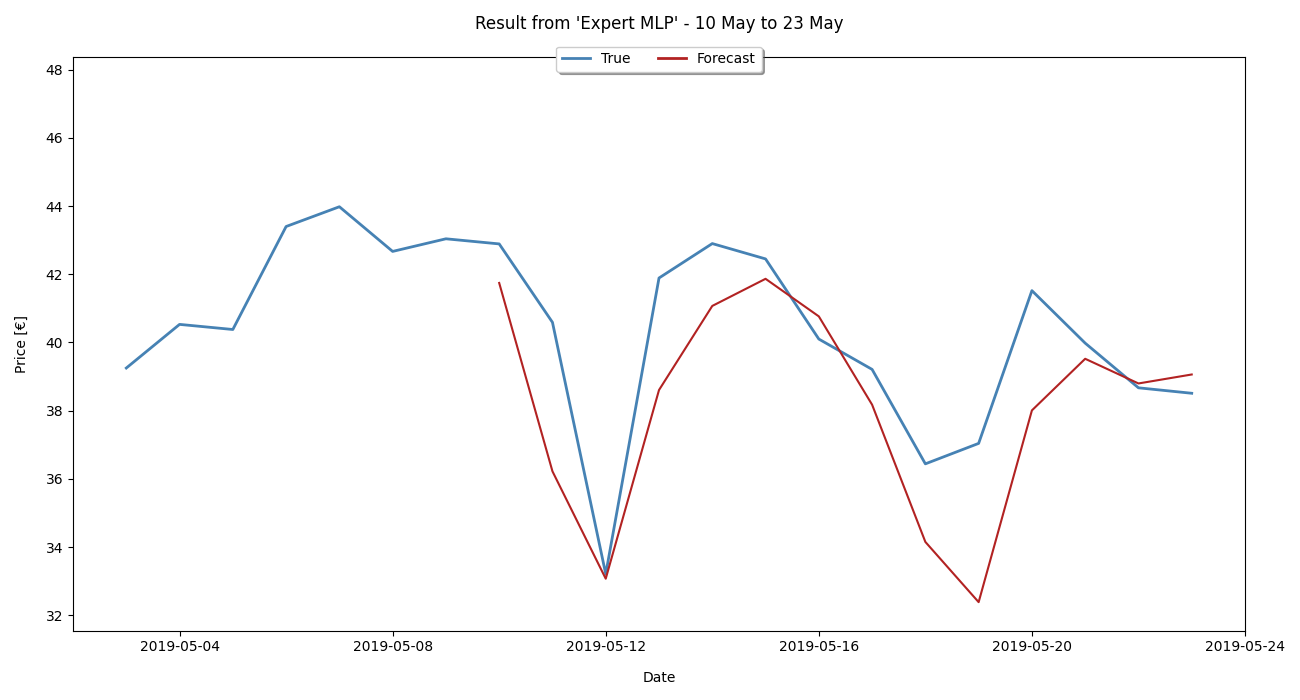 Result from 'Expert MLP' - 10 May to 23 May
True Forecast
48
46
44
42
40
38
36
34
32
Price [€]
2019-05-04 2019-05-08 2019-05-12 2019-05-16 2019-05-20 2019-05-24
Date